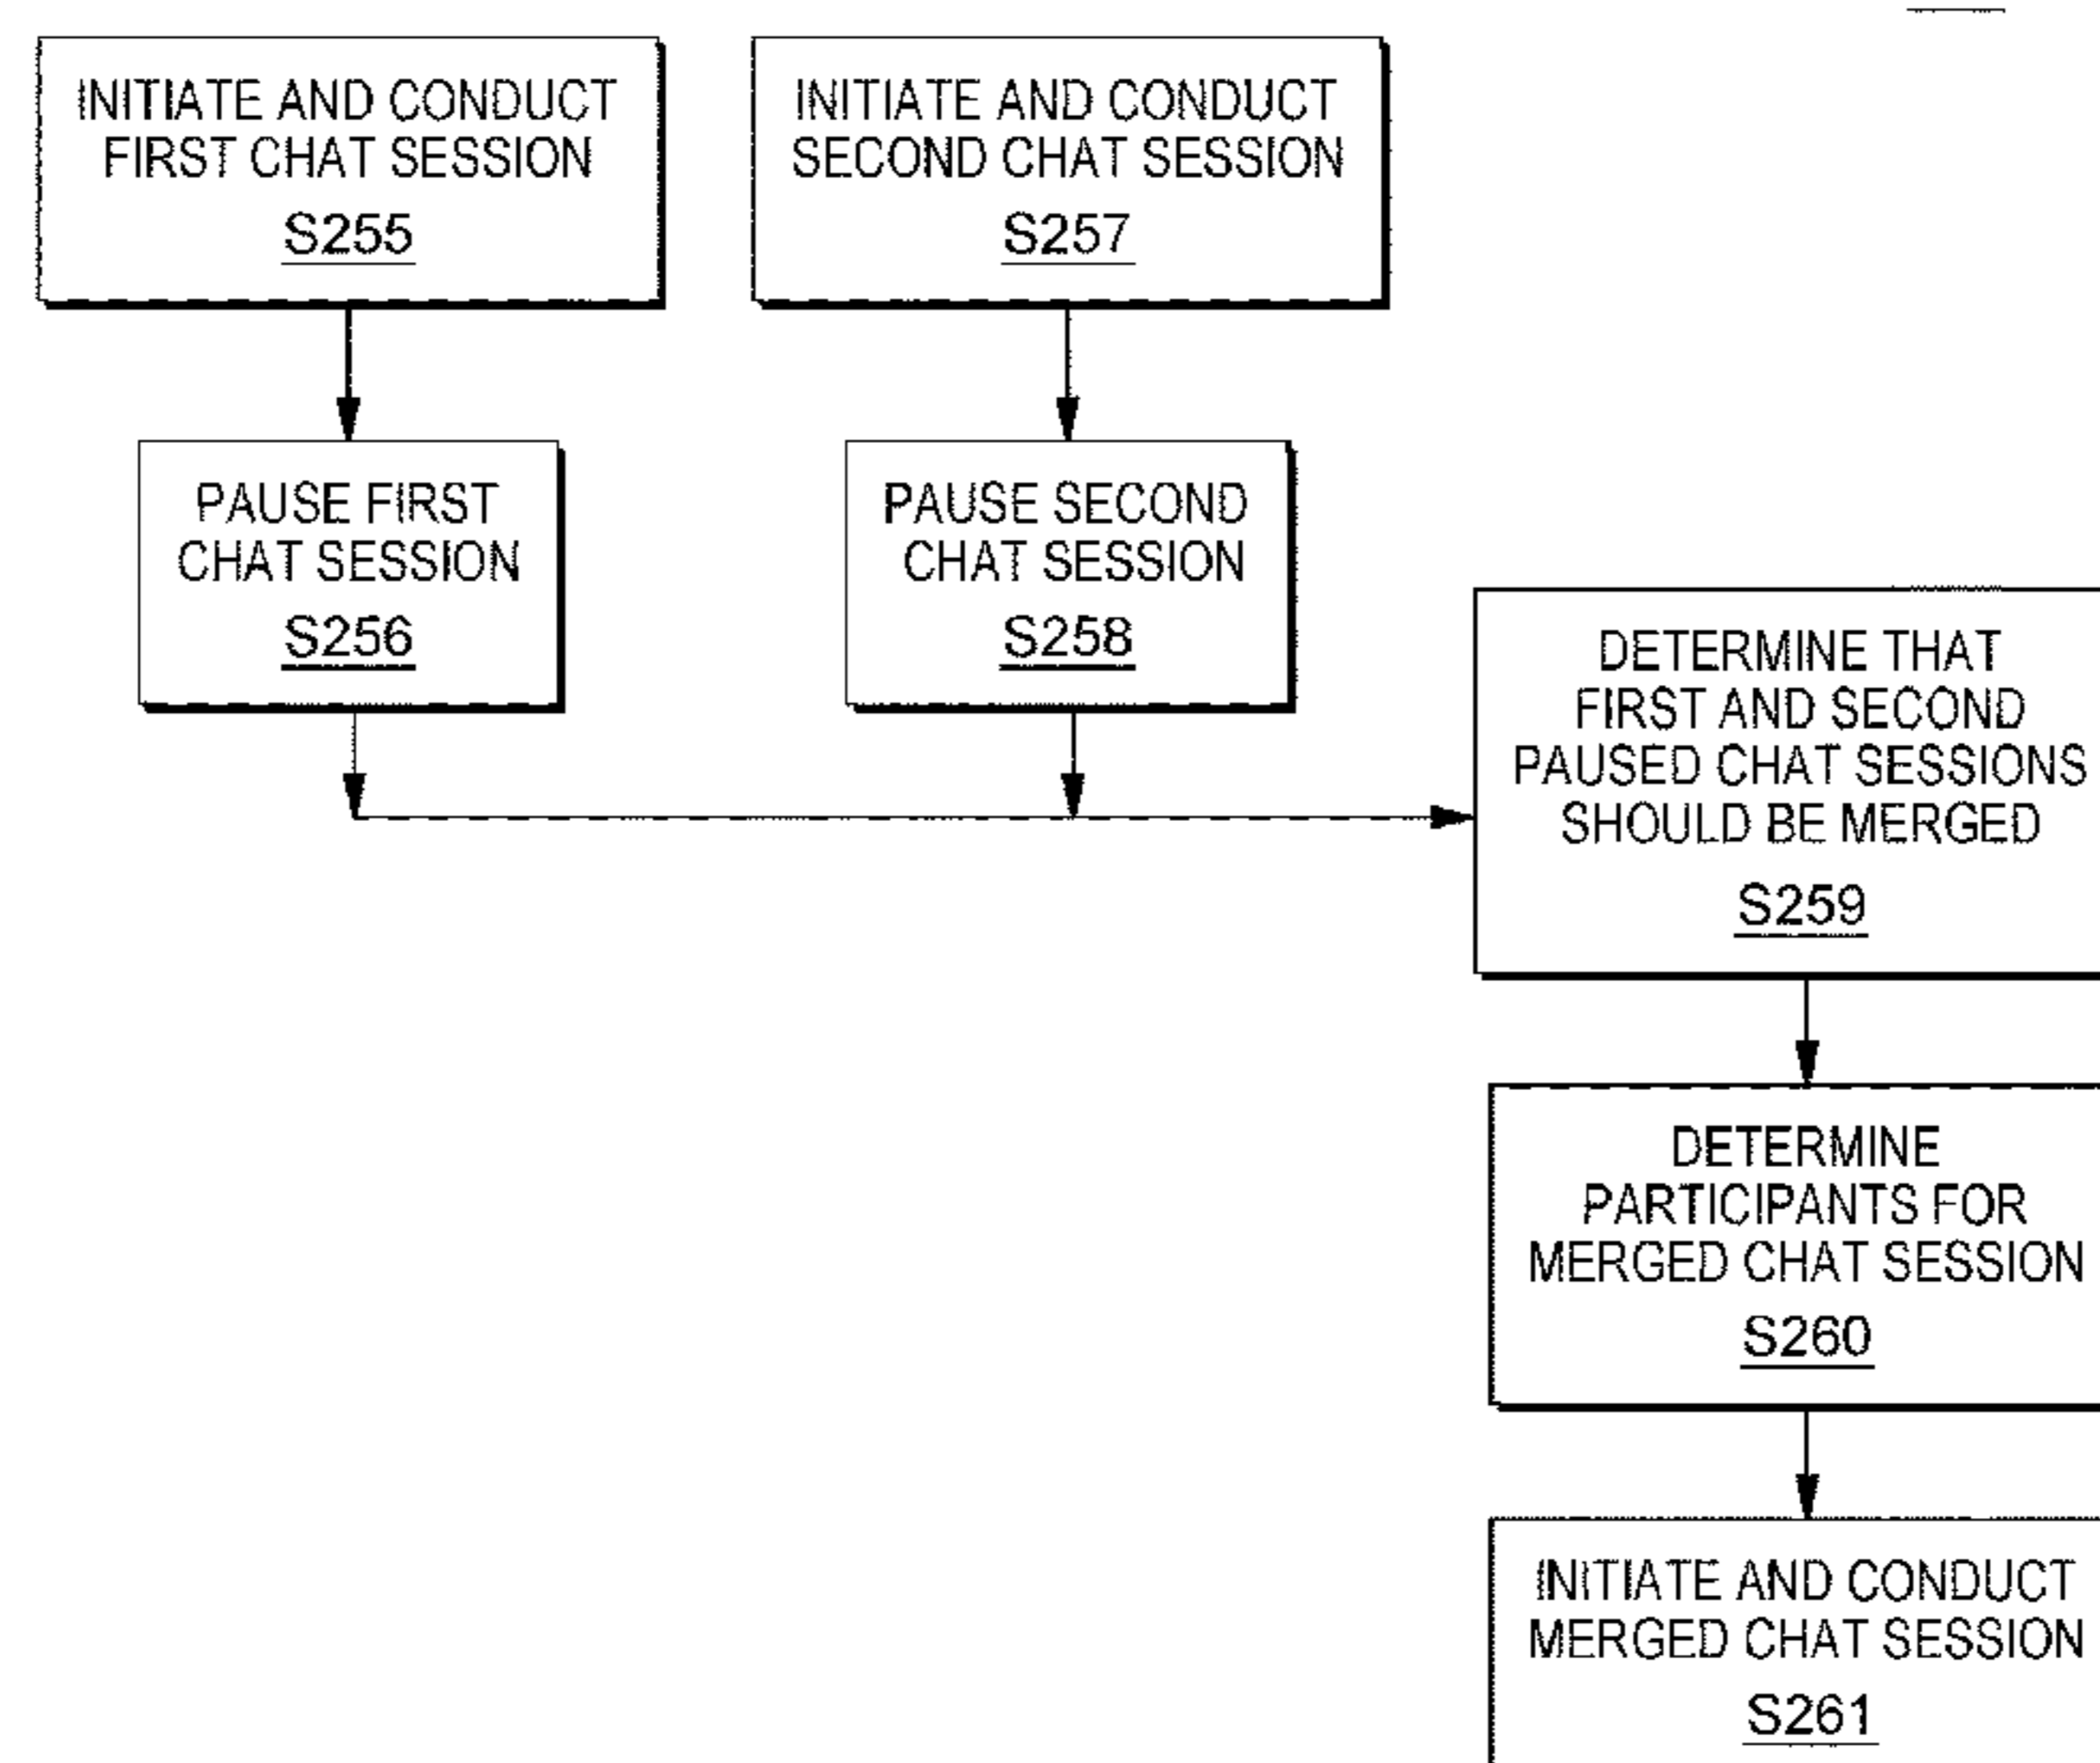 INITIATE AND CONDUCT
FIRST CHAT SESSION
S255
INITIATE AND CONDUCT
SECOND CHAT SESSION
S257
PAUSE FIRST
CHAT SESSION
S256
PAUSE SECOND
CHAT SESSION
S258
DETERMINE THAT
FIRST AND SECOND
PAUSED CHAT SESSIONS
SHOULD BE MERGED
S259
DETERMINE
PARTICIPANTS FOR
MERGED CHAT SESSION
S260
INITIATE AND CONDUCT
MERGED CHAT SESSION
S261